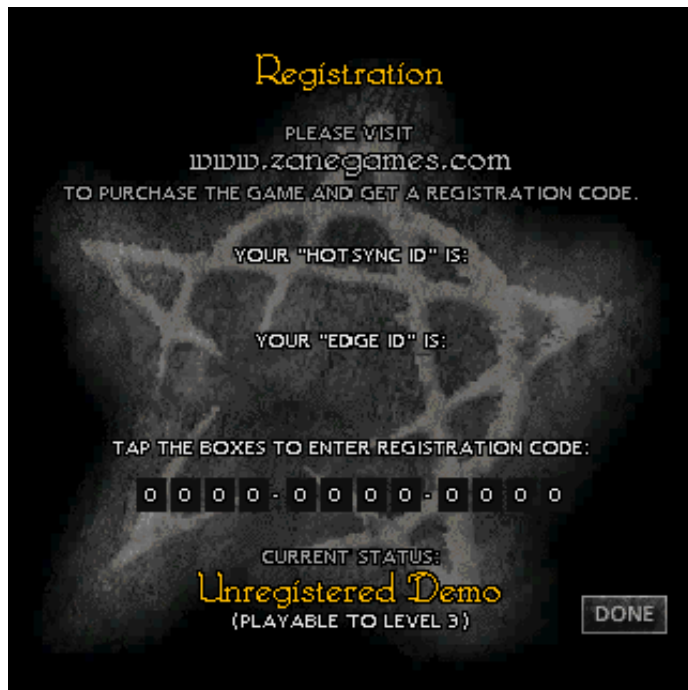 Registration
PLEASE VISIT
www.zanegames.com
TO PURCHASE THE GAME AND GET A REGISTRATION CODE.
YOUR "HOTSYNC ID" IS:
YOUR "EDGE ID" IS:
TAP THE BOXES TO ENTER REGISTRATION CODE:
0 0 0 0 - 0 0 0 0 - 0 0 0 0
CURRENT STATUS:
Unregistered Demo
(PLAYABLE TO LEVEL 3)
DONE